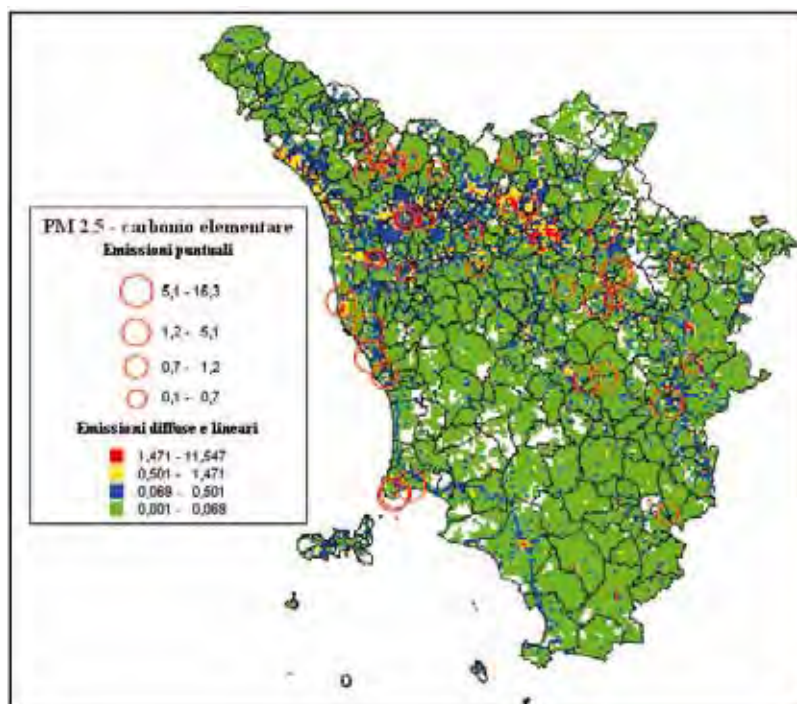 PM 2.5 - carbonio elementare
Emissioni puntuali
5,1 - 16,3
1,2 - 5,1
0,7 - 1,2
0,1 - 0,7
Emissioni diffuse e lineari
1,471 - 11,547
0,501 - 1,471
0,069 - 0,501
0,001 - 0,068